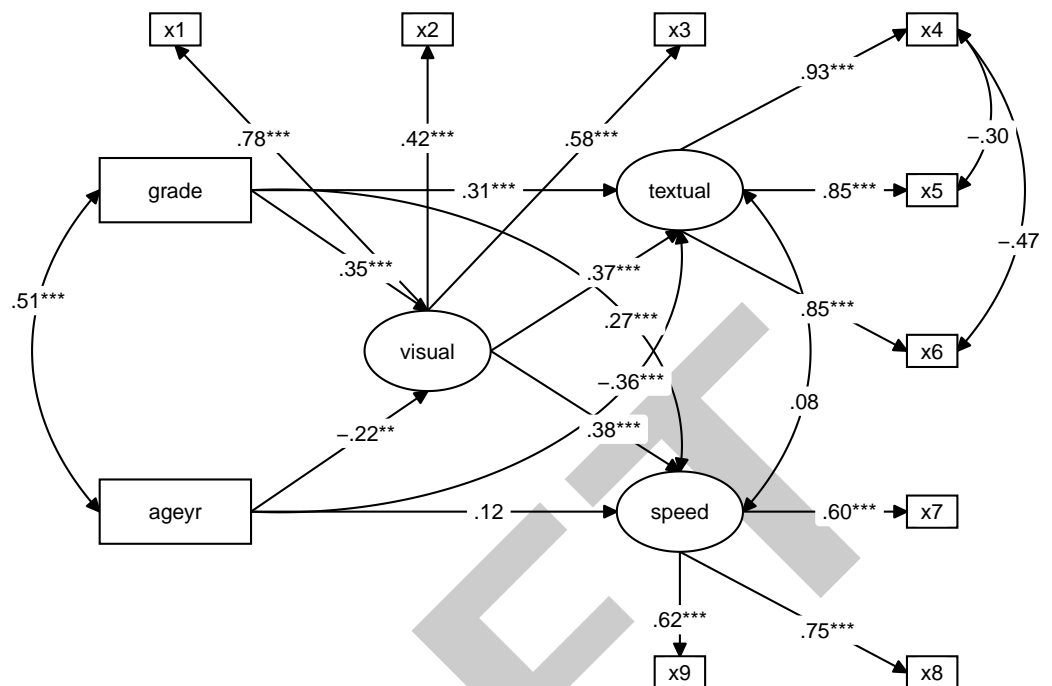 x1
x2
x3
x4
.93***
.78***
.42***
.58***
–.30
grade
.31***
textual
.85***
x5
–.47
.35***
.37***
.51***
.27***
.85***
visual
x6
–.36***
.08
–.22**
.38***
ageyr
.12
speed
.60***
x7
.62***
.75***
x9
x8